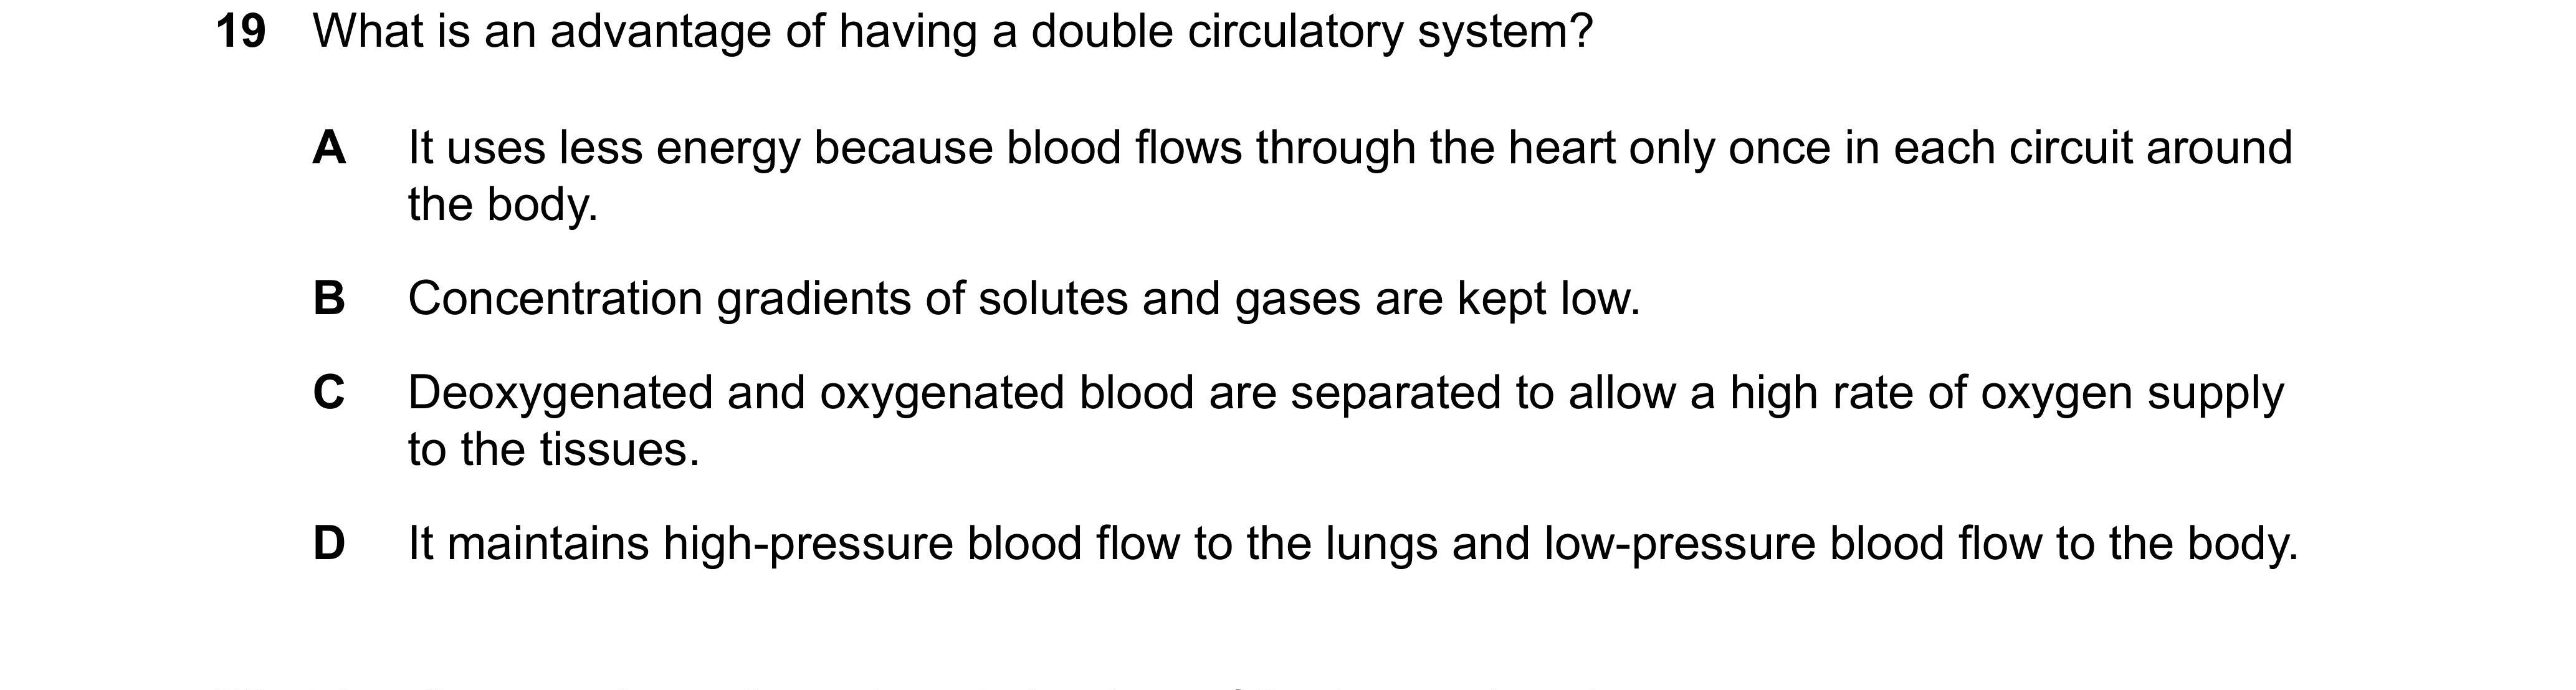 19 What is an advantage of having a double circulatory system?
A It uses less energy because blood flows through the heart only once in each circuit around
the body.
B Concentration gradients of solutes and gases are kept low.
C Deoxygenated and oxygenated blood are separated to allow a high rate of oxygen supply
to the tissues.
D It maintains high-pressure blood flow to the lungs and low-pressure blood flow to the body.